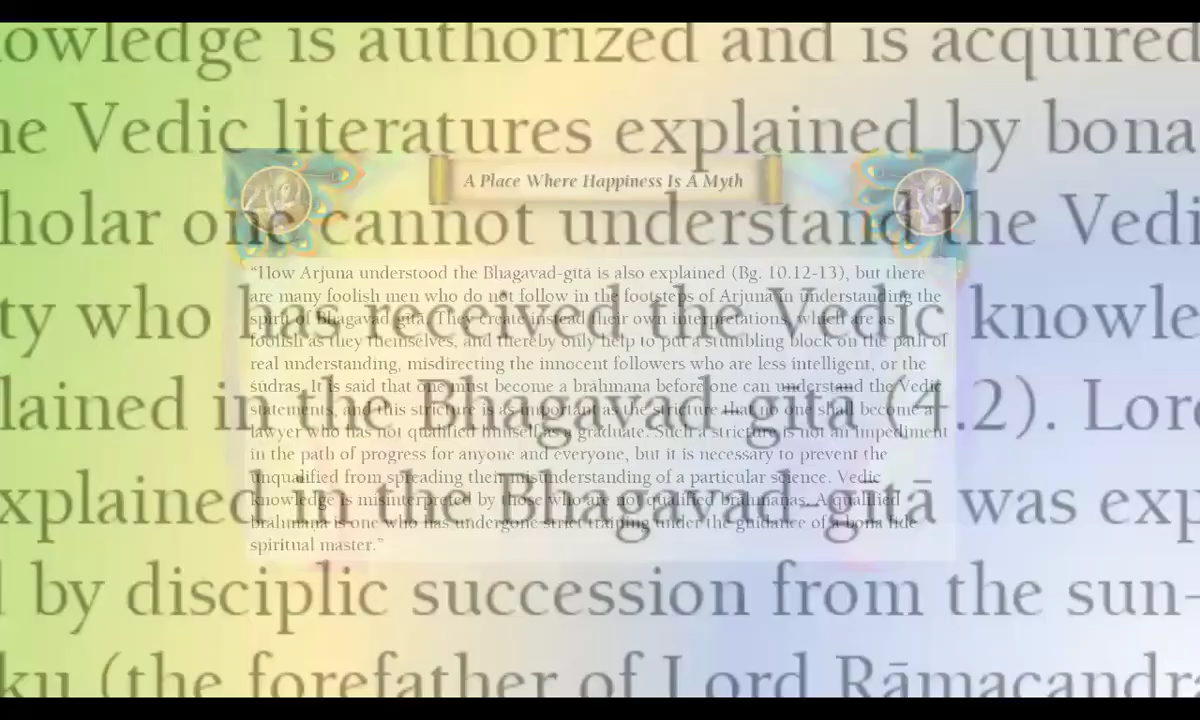 owledge is authorized and is acquired
ne Vedic literatures explained by bona
A Place Where Happiness Is A Myth
holar one cannot understand the Vedi
"How Arjuna understood the Bhagavad-gītā is also explained (Bg. 10.12-13), but there
are many foolish men who do not follow in the footsteps of Arjuna in understanding the
spirit of Bhagavad-gītā. They create instead their own interpretations, which are as
ty who has received the Vedic knowle
foolish as they themselves, and thereby only help to put a stumbling block on the path of
real understanding, misdirecting the innocent followers who are less intelligent, or the
śūdras. It is said that one must become a brāhmaṇa before one can understand the Vedic
statements, and this stricture is as important as the stricture that no one shall become a
lained in the Bhagavad-gītā (4.2). Lord
lawyer who has not qualified himself as a graduate. Such a stricture is not an impediment
in the path of progress for anyone and everyone, but it is necessary to prevent the
unqualified from spreading their misunderstanding of a particular science. Vedic
knowledge is misinterpreted by those who are not qualified brāhmaṇas. A qualified
xplained in the Bhagavad-gītā was exp
brāhmaṇa is one who has undergone strict training under the guidance of a bona fide
spiritual master."
by disciplic succession from the sun-
ku (the forefather of Lord Rāmacandra